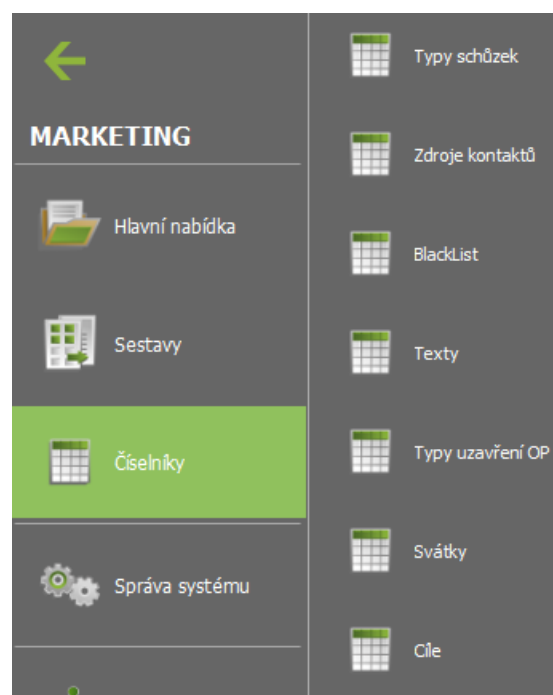 MARKETING
Hlavní nabídka
Sestavy
Číselníky
Správa systému
Typy schůzek
Zdroje kontaktů
BlackList
Texty
Typy uzavření OP
Svátky
Cíle